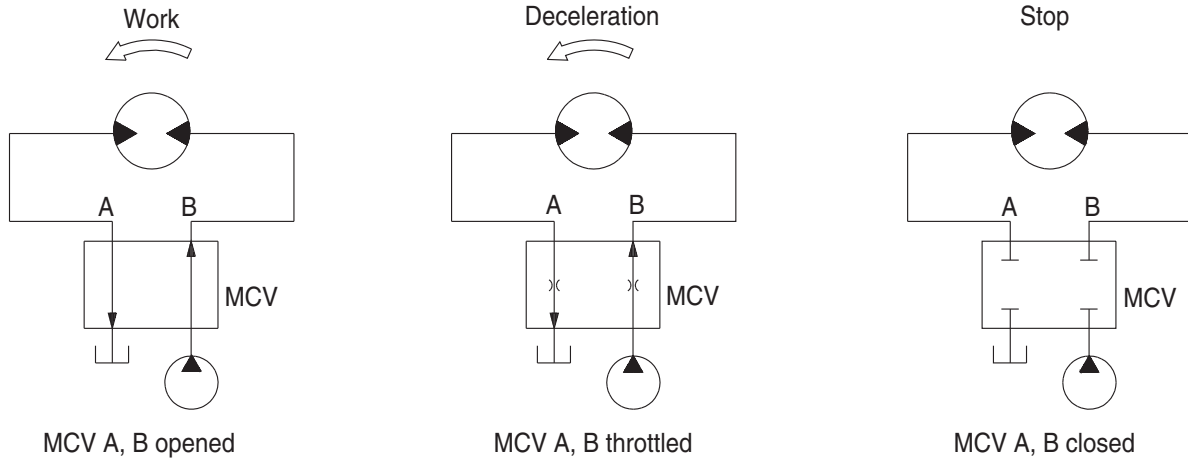 Work
A B
MCV
MCV A, B opened
Deceleration
A B
MCV
MCV A, B throttled
Stop
A B
MCV
MCV A, B closed